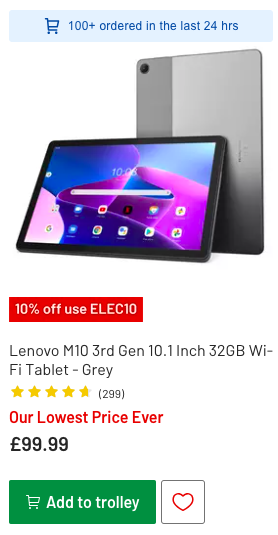 100+ ordered in the last 24 hrs
10:08
10% off use ELEC10
Lenovo M10 3rd Gen 10.1 Inch 32GB Wi-
Fi Tablet - Grey
(299)
Our Lowest Price Ever
£99.99
Add to trolley